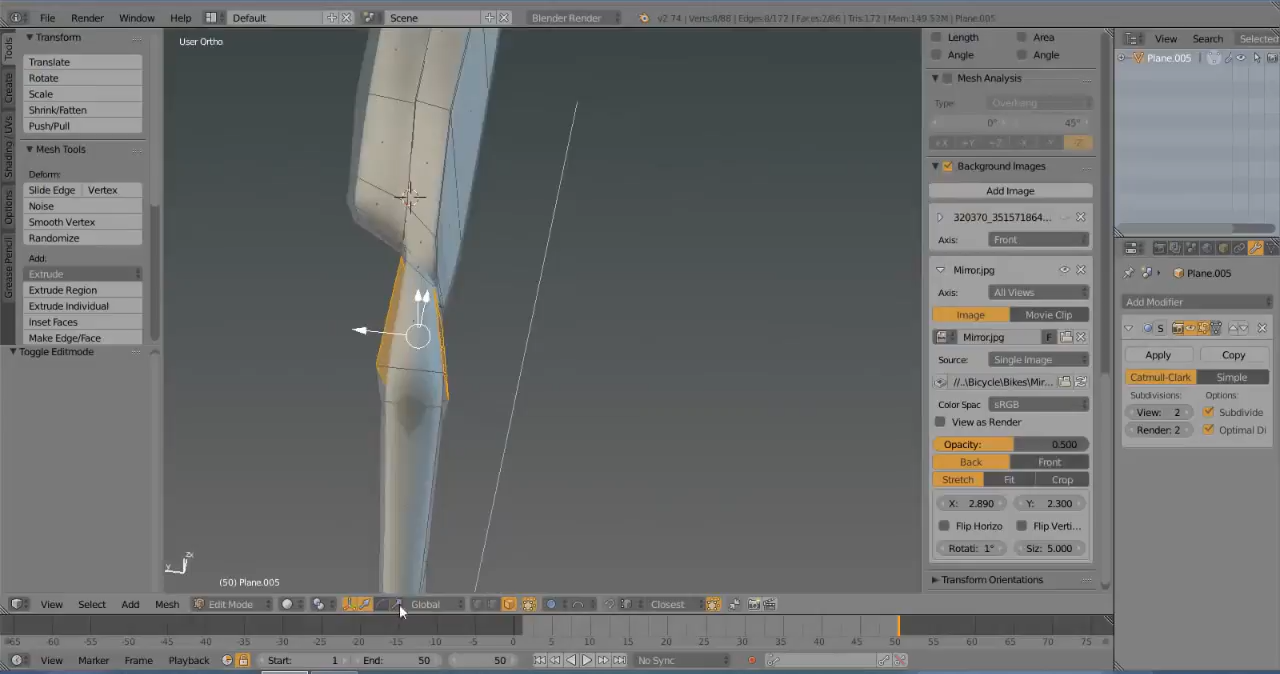 File Render Window Help Default Scene Blender Render v2.74 | Verts:8/88 | Edges:8/172 | Faces:2/86 | Tris:172 | Mem:149.52M | Plane.005
Tools
Create
Shading / UVs
Options
Grease Pencil
Transform
Translate
Rotate
Scale
Shrink/Fatten
Push/Pull
Mesh Tools
Deform:
Slide Edge Vertex
Noise
Smooth Vertex
Randomize
Add:
Extrude
Extrude Region
Extrude Individual
Inset Faces
Make Edge/Face
Toggle Editmode
User Ortho
(50) Plane.005
Length Area
Angle Angle
Mesh Analysis
Type: Overhang
0° 45°
+X +Y +Z -X -Y -Z
Background Images
Add Image
320370_351571864...
Axis: Front
Mirror.jpg
Axis: All Views
Image Movie Clip
Mirror.jpg F
Source: Single Image
//..\Bicycle\Bikes\Mir...
Color Spac sRGB
View as Render
Opacity: 0.500
Back Front
Stretch Fit Crop
X: 2.890 Y: 2.300
Flip Horizo Flip Verti...
Rotati: 1° Siz: 5.000
Transform Orientations
View Search Selected
Plane.005
Plane.005
Add Modifier
S
Apply Copy
Catmull-Clark Simple
Subdivisions: Options:
View: 2 Subdivide
Render: 2 Optimal Di
View Select Add Mesh Edit Mode Global Closest
-65 -60 -55 -50 -45 -40 -35 -30 -25 -20 -15 -10 -5 0 5 10 15 20 25 30 35 40 45 50 55 60 65 70 75
View Marker Frame Playback Start: 1 End: 50 50 No Sync